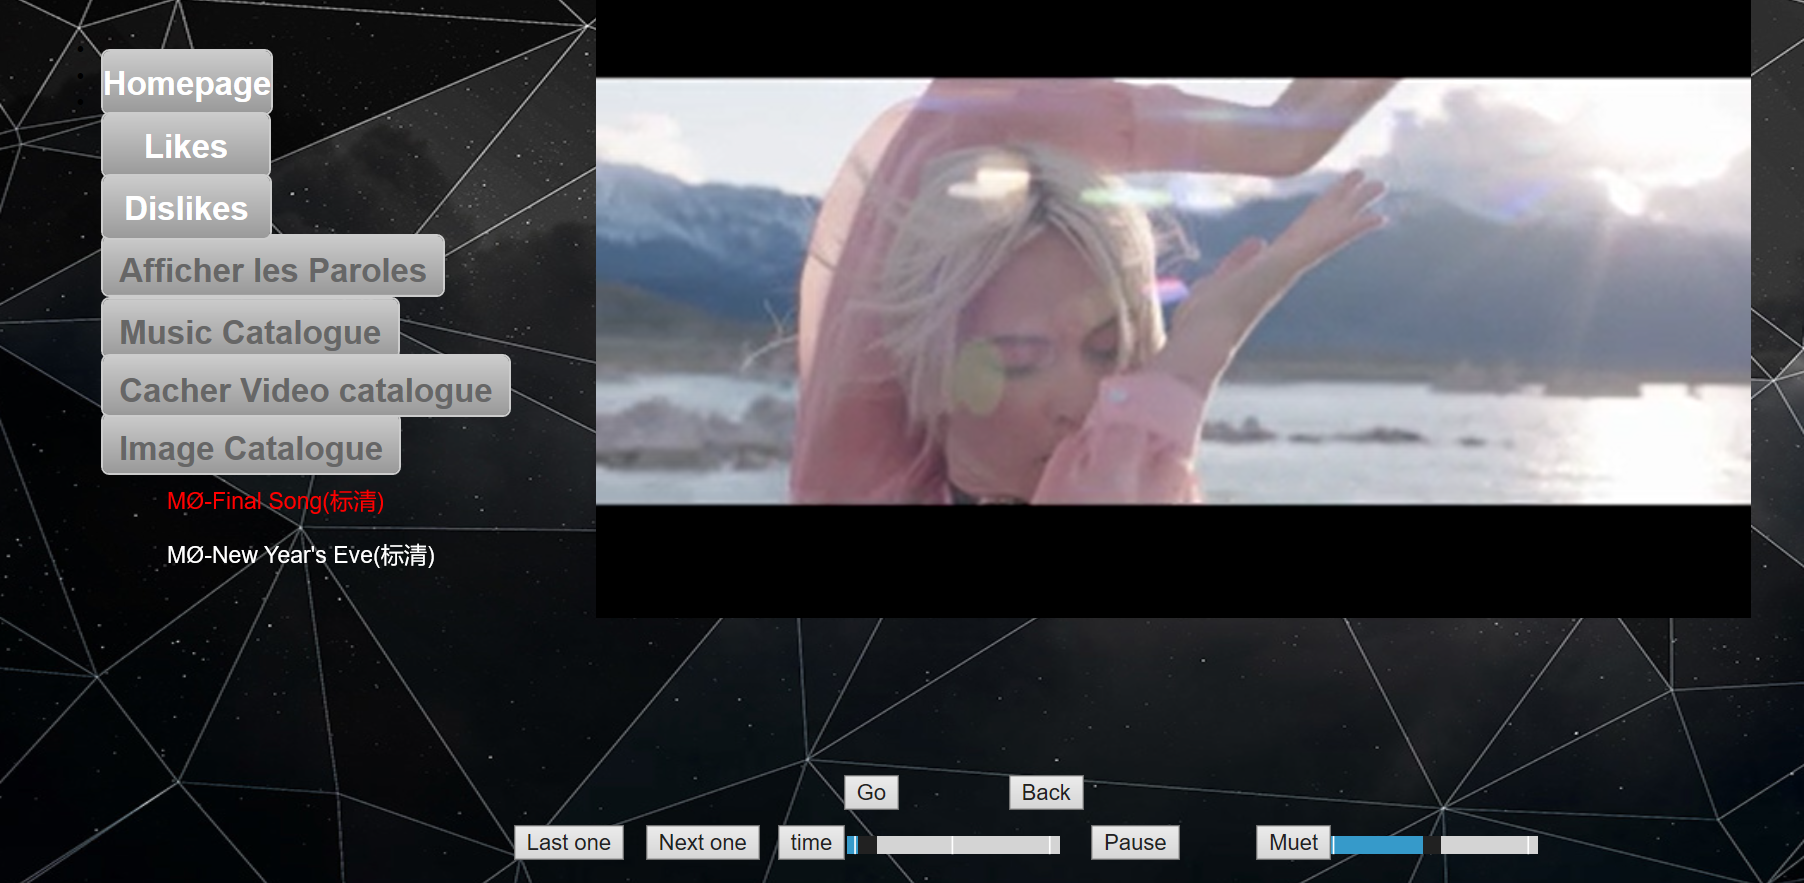 Homepage
Likes
Dislikes
Afficher les Paroles
Music Catalogue
Cacher Video catalogue
Image Catalogue
MØ-Final Song(标清)
MØ-New Year's Eve(标清)
Go
Back
Last one
Next one
time
Pause
Muet